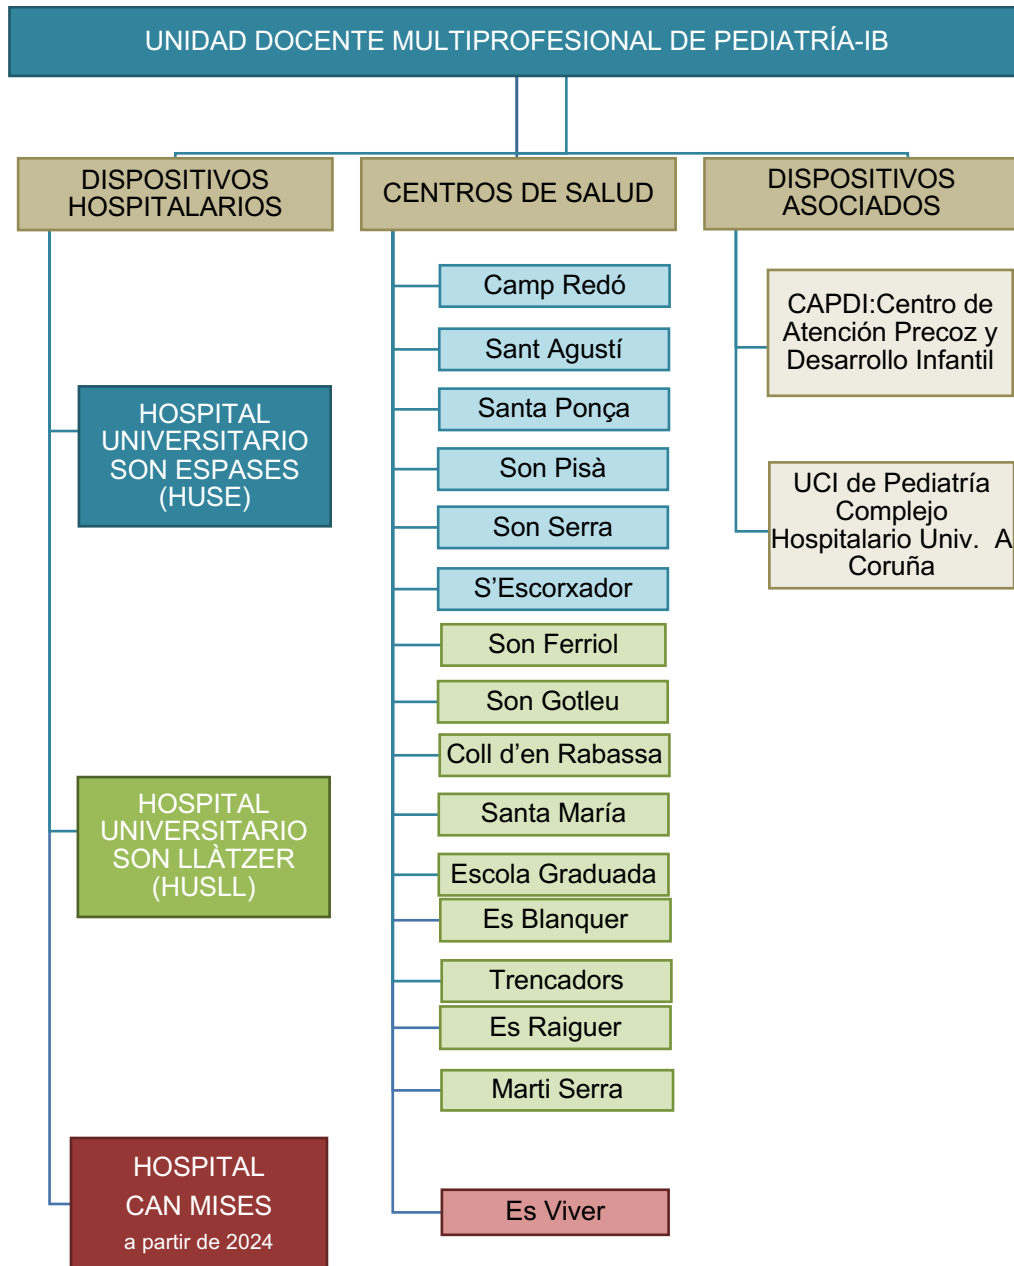 UNIDAD DOCENTE MULTIPROFESIONAL DE PEDIATRÍA-IB
DISPOSITIVOS
HOSPITALARIOS
HOSPITAL
UNIVERSITARIO
SON ESPASES
(HUSE)
HOSPITAL
UNIVERSITARIO
SON LLÀTZER
(HUSLL)
HOSPITAL
CAN MISES
a partir de 2024
CENTROS DE SALUD
Camp Redó
Sant Agustí
Santa Ponça
Son Pisà
Son Serra
S’Escorxador
Son Ferriol
Son Gotleu
Coll d’en Rabassa
Santa María
Escola Graduada
Es Blanquer
Trencadors
Es Raiguer
Marti Serra
Es Viver
DISPOSITIVOS
ASOCIADOS
CAPDI:Centro de
Atención Precoz y
Desarrollo Infantil
UCI de Pediatría
Complejo
Hospitalario Univ. A
Coruña